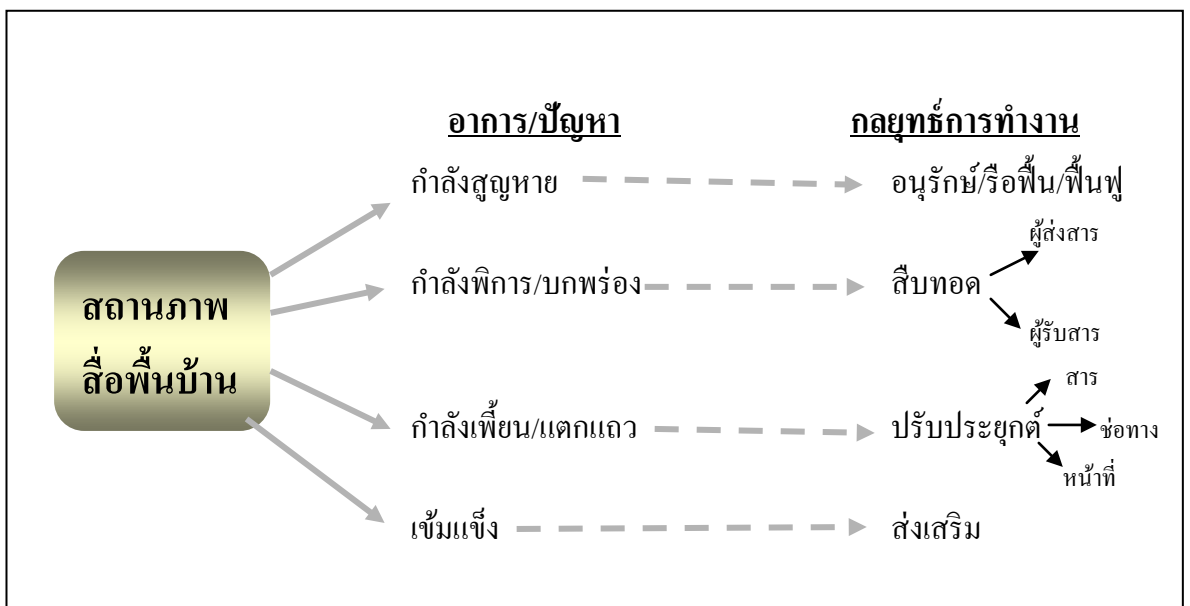 อาการ/ปัญหา
กลยุทธ์การทำงาน
กำลังสูญหาย
อนุรักษ์/รือฟื้น/ฟื้นฟู
ผู้ส่งสาร
กำลังพิการ/บกพร่อง
สืบทอด
ผู้รับสาร
สถานภาพ
สื่อพื้นบ้าน
สาร
กำลังเพี้ยน/แตกแถว
ปรับประยุกต์
ช่อทาง
หน้าที่
เข้มแข็ง
ส่งเสริม